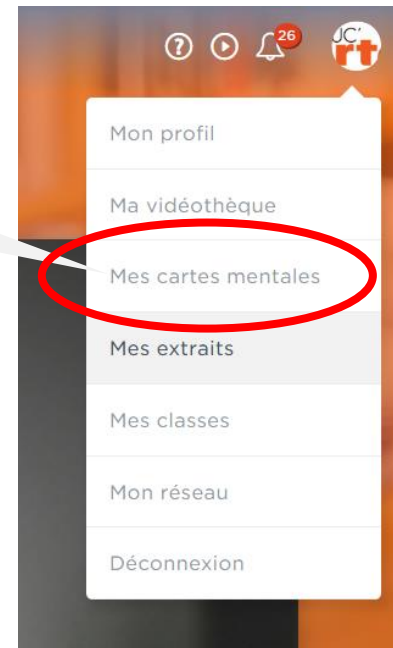 ? 26 JC'
rt
Mon profil
Ma vidéothèque
Mes cartes mentales
Mes extraits
Mes classes
Mon réseau
Déconnexion